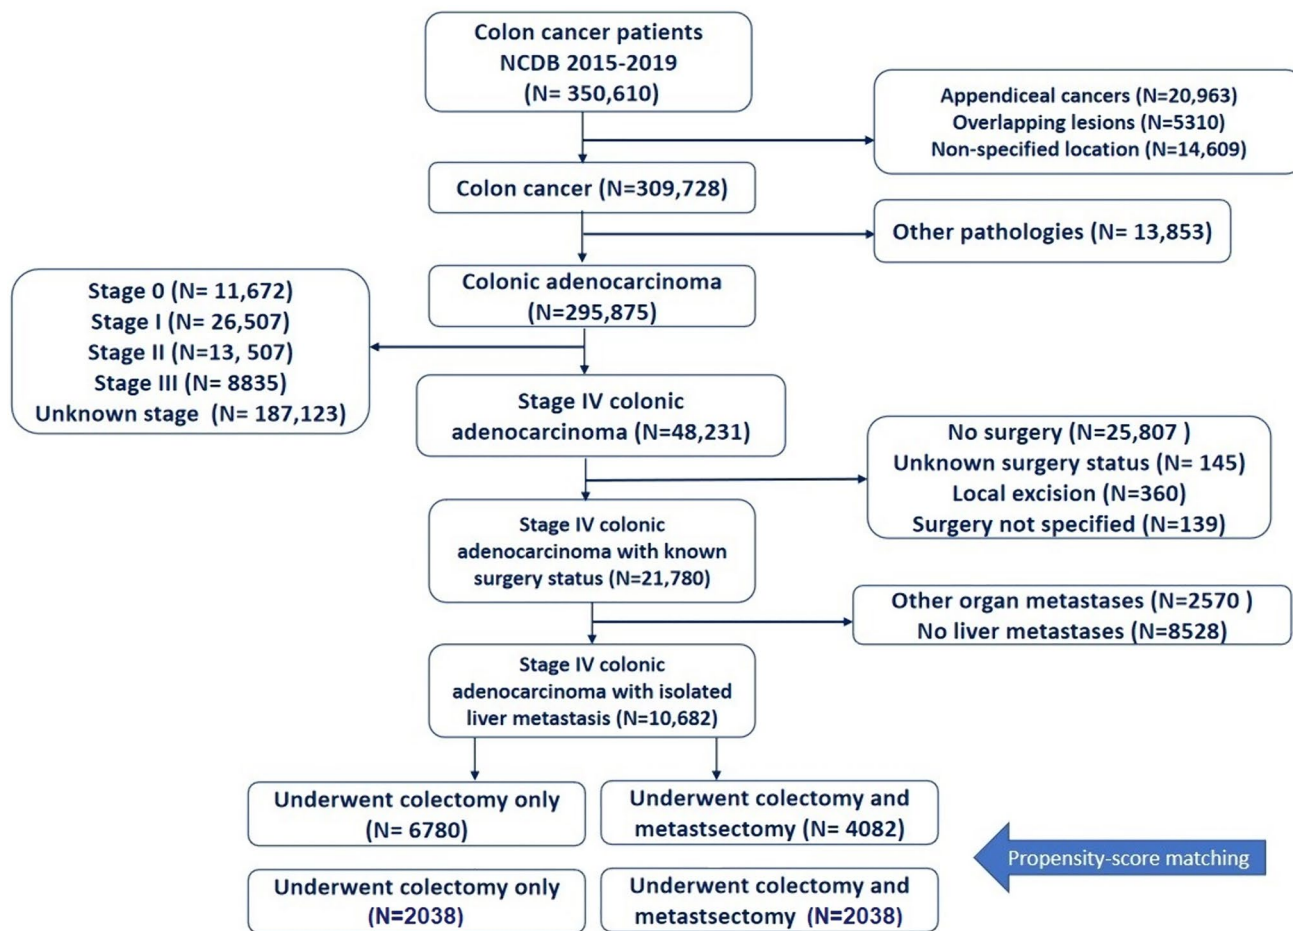 Colon cancer patients
NCDB 2015-2019
(N= 350,610)
Appendiceal cancers (N=20,963)
Overlapping lesions (N=5310)
Non-specified location (N=14,609)
Colon cancer (N=309,728)
Other pathologies (N= 13,853)
Colonic adenocarcinoma
(N=295,875)
Stage 0 (N= 11,672)
Stage I (N= 26,507)
Stage II (N=13, 507)
Stage III (N= 8835)
Unknown stage (N= 187,123)
Stage IV colonic
adenocarcinoma (N=48,231)
No surgery (N=25,807 )
Unknown surgery status (N= 145)
Local excision (N=360)
Surgery not specified (N=139)
Stage IV colonic
adenocarcinoma with known
surgery status (N=21,780)
Other organ metastases (N=2570 )
No liver metastases (N=8528)
Stage IV colonic
adenocarcinoma with isolated
liver metastasis (N=10,682)
Underwent colectomy only
(N= 6780)
Underwent colectomy and
metastsectomy (N= 4082)
Propensity-score matching
Underwent colectomy only
(N=2038)
Underwent colectomy and
metastsectomy (N=2038)